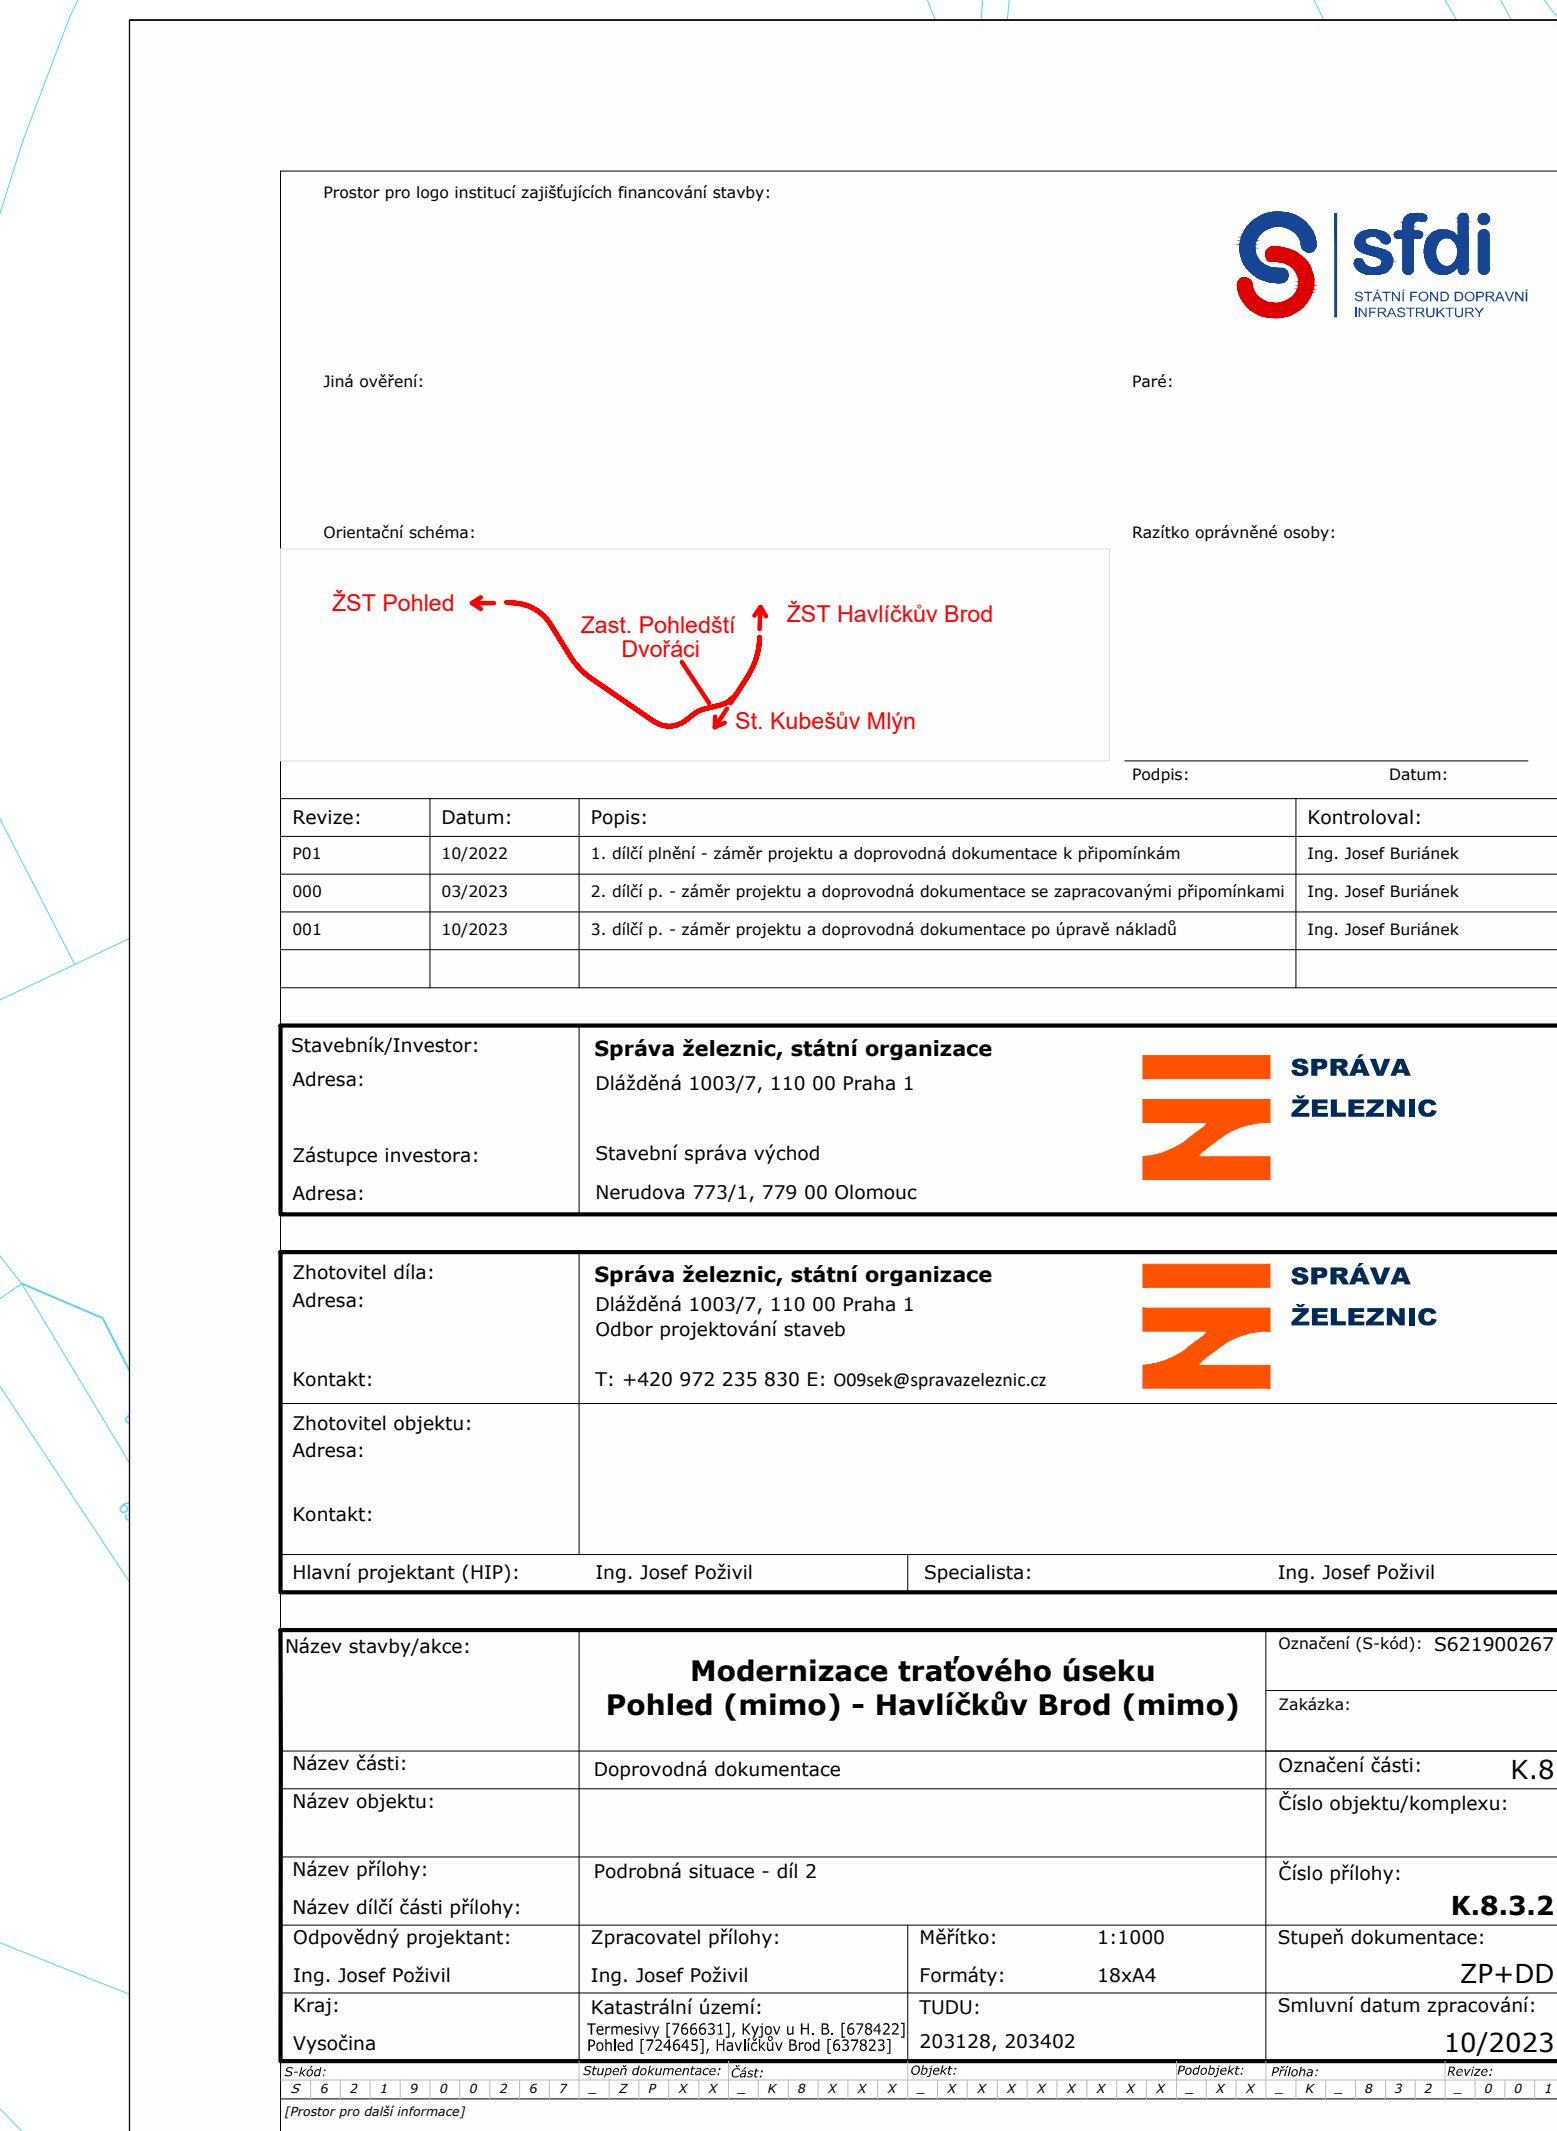 Prostor pro logo institucí zajišťujících financování stavby:
sfdi
STÁTNÍ FOND DOPRAVNÍ
INFRASTRUKTURY
Jiná ověření:
Paré:
Orientační schéma:
Razítko oprávněné osoby:
ŽST Pohled
Zast. Pohledští
Dvořáci
ŽST Havlíčkův Brod
St. Kubešův Mlýn
Podpis: Datum:
Revize: Datum: Popis: Kontroloval:
P01 10/2022 1. dílčí plnění - záměr projektu a doprovodná dokumentace k připomínkám Ing. Josef Buriánek
000 03/2023 2. dílčí p. - záměr projektu a doprovodná dokumentace se zapracovanými připomínkami Ing. Josef Buriánek
001 10/2023 3. dílčí p. - záměr projektu a doprovodná dokumentace po úpravě nákladů Ing. Josef Buriánek
Stavebník/Investor: Správa železnic, státní organizace
Adresa: Dlážděná 1003/7, 110 00 Praha 1
SPRÁVA
ŽELEZNIC
Zástupce investora: Stavební správa východ
Adresa: Nerudova 773/1, 779 00 Olomouc
Zhotovitel díla: Správa železnic, státní organizace
Adresa: Dlážděná 1003/7, 110 00 Praha 1
Odbor projektování staveb
SPRÁVA
ŽELEZNIC
Kontakt: T: +420 972 235 830 E: O09sek@spravazeleznic.cz
Zhotovitel objektu:
Adresa:
Kontakt:
Hlavní projektant (HIP): Ing. Josef Poživil Specialista: Ing. Josef Poživil
Název stavby/akce:
Modernizace traťového úseku
Pohled (mimo) - Havlíčkův Brod (mimo)
Označení (S-kód): S621900267
Zakázka:
Název části: Doprovodná dokumentace Označení části: K.8
Název objektu: Číslo objektu/komplexu:
Název přílohy: Podrobná situace - díl 2 Číslo přílohy:
Název dílčí části přílohy: K.8.3.2
Odpovědný projektant: Zpracovatel přílohy: Měřítko: 1:1000 Stupeň dokumentace:
Ing. Josef Poživil Ing. Josef Poživil Formáty: 18xA4 ZP+DD
Kraj: Katastrální území: TUDU: Smluvní datum zpracování:
Vysočina Termesivy [766631], Kyjov u H. B. [678422]
Pohled [724645], Havlíčkův Brod [637823] 203128, 203402 10/2023
S-kód: Stupeň dokumentace: Část: Objekt: Podobjekt: Příloha: Revize:
S 6 2 1 9 0 0 2 6 7 _ Z P X X _ K 8 X X X _ X X X X X X X X _ X X _ K _ 8 3 2 _ 0 0 1
[Prostor pro další informace]